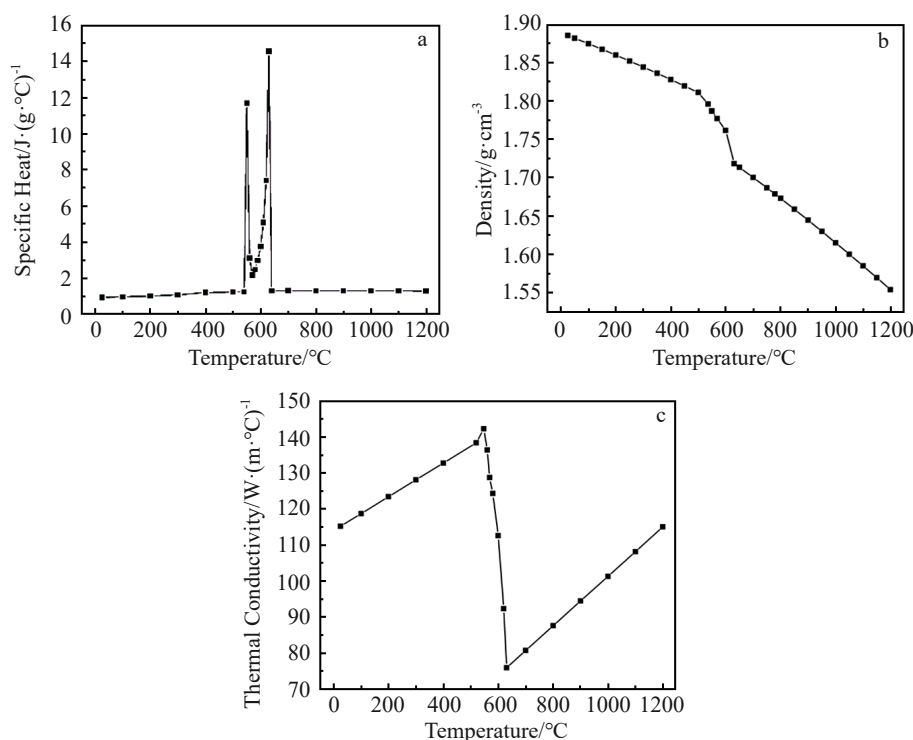 a
Specific Heat/J·(g·°C)⁻¹
16
14
12
10
8
6
4
2
0
0 200 400 600 800 1000 1200
Temperature/°C
b
Density/g·cm⁻³
1.90
1.85
1.80
1.75
1.70
1.65
1.60
1.55
0 200 400 600 800 1000 1200
Temperature/°C
c
Thermal Conductivity/W·(m·°C)⁻¹
150
140
130
120
110
100
90
80
70
0 200 400 600 800 1000 1200
Temperature/°C